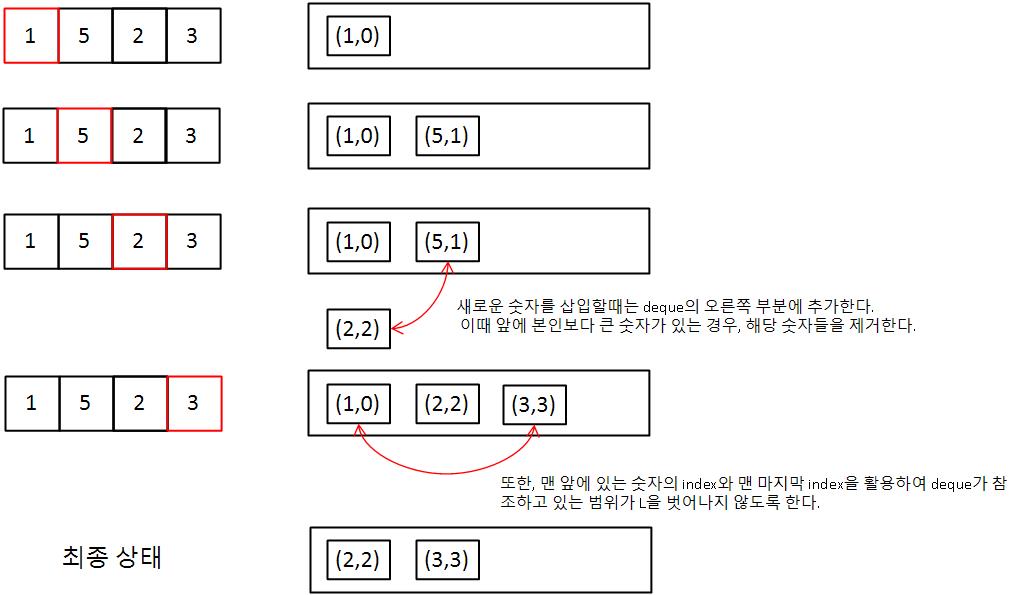 1 5 2 3 (1,0)
1 5 2 3 (1,0) (5,1)
1 5 2 3 (1,0) (5,1)
(2,2)
새로운 숫자를 삽입할때는 deque의 오른쪽 부분에 추가한다.
이때 앞에 본인보다 큰 숫자가 있는 경우, 해당 숫자들을 제거한다.
1 5 2 3 (1,0) (2,2) (3,3)
또한, 맨 앞에 있는 숫자의 index와 맨 마지막 index을 활용하여 deque가 참
조하고 있는 범위가 L을 벗어나지 않도록 한다.
최종 상태 (2,2) (3,3)